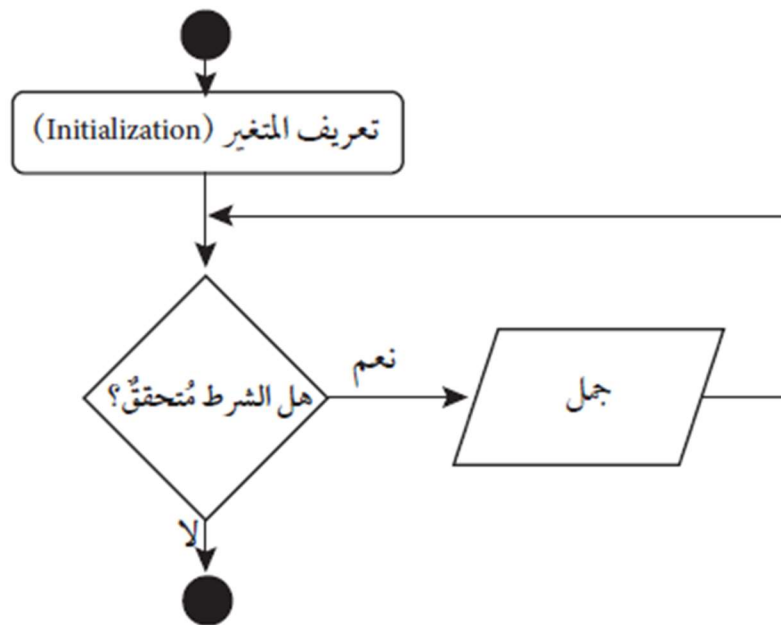 تعريف المتغير (Initialization)
هل الشرط مُتحققٌ؟
نعم
جمل
لا